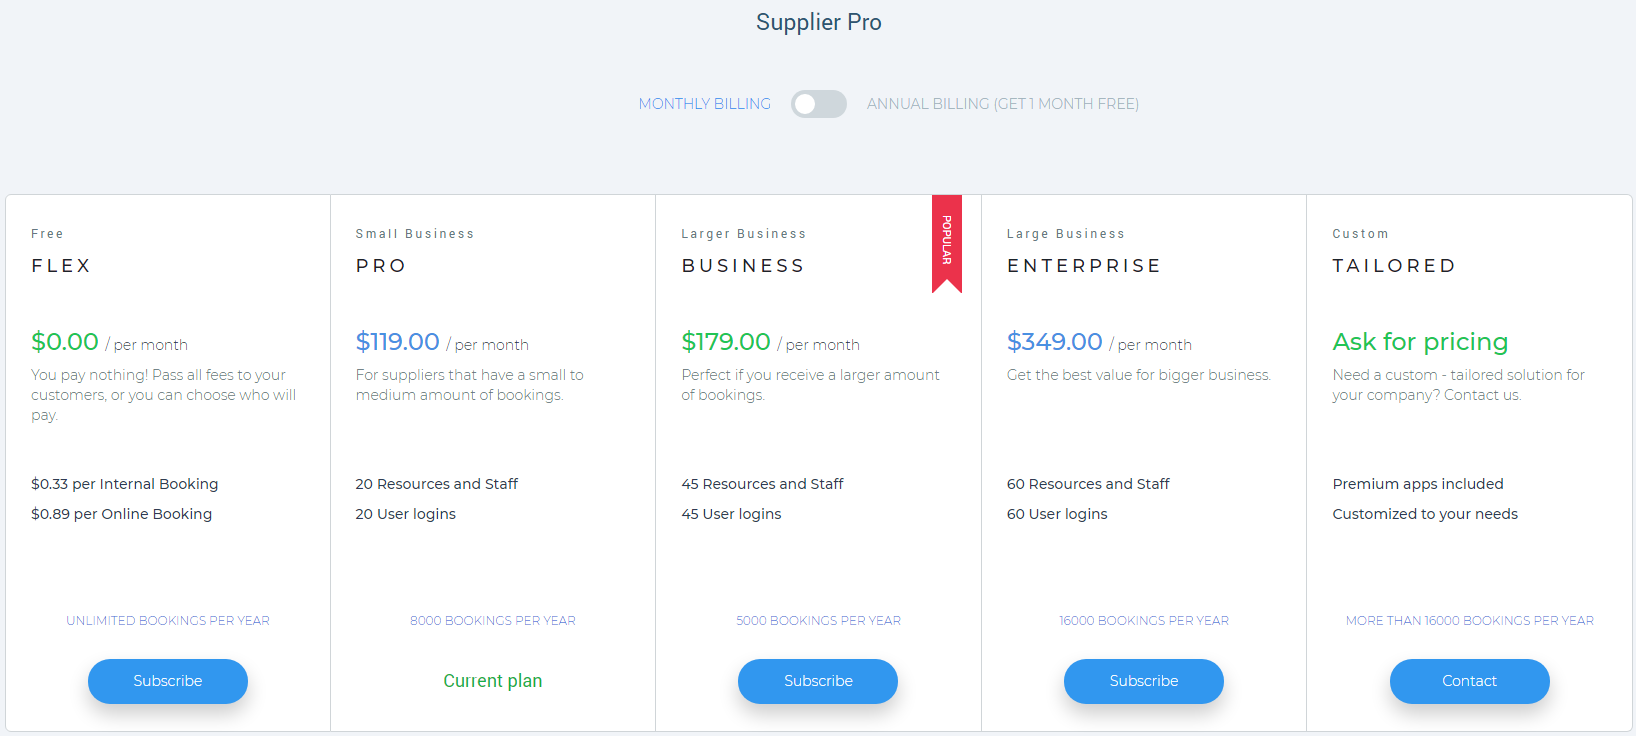 Supplier Pro
MONTHLY BILLING
ANNUAL BILLING (GET 1 MONTH FREE)
Free
FLEX
$0.00 / per month
You pay nothing! Pass all fees to your
customers, or you can choose who will
pay.
$0.33 per Internal Booking
$0.89 per Online Booking
UNLIMITED BOOKINGS PER YEAR
Subscribe
Small Business
PRO
$119.00 / per month
For suppliers that have a small to
medium amount of bookings.
20 Resources and Staff
20 User logins
8000 BOOKINGS PER YEAR
Current plan
Larger Business
BUSINESS
POPULAR
$179.00 / per month
Perfect if you receive a larger amount
of bookings.
45 Resources and Staff
45 User logins
5000 BOOKINGS PER YEAR
Subscribe
Large Business
ENTERPRISE
$349.00 / per month
Get the best value for bigger business.
60 Resources and Staff
60 User logins
16000 BOOKINGS PER YEAR
Subscribe
Custom
TAILORED
Ask for pricing
Need a custom - tailored solution for
your company? Contact us.
Premium apps included
Customized to your needs
MORE THAN 16000 BOOKINGS PER YEAR
Contact